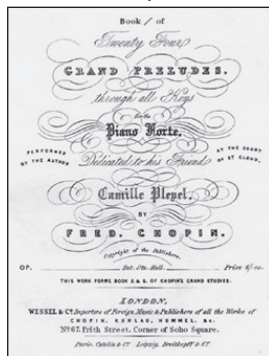 Book / of
Twenty Four
GRAND PRELUDES.
through all Keys
for the
Piano Forte.
PERFORMED
BY THE AUTHOR
Dedicated to his Friend
AT THE COURT
OF ST CLOUD.
Camille Pleyel.
BY
FRED. CHOPIN.
Copyright of the Publishers.
OP. Ent. Sta. Hall. Price 6/
THIS WORK FORMS BOOK 5 & 6. OF CHOPIN'S GRAND STUDIES.
LONDON,
WESSEL & Co. Importers of Foreign Music & Publishers of all the Works of
CHOPIN, KUHLAU, HUMMEL, &c.
No. 67, Frith Street, Corner of Soho Square.
Paris, Catelin & Co. Leipzig, Breitkopf & Co.